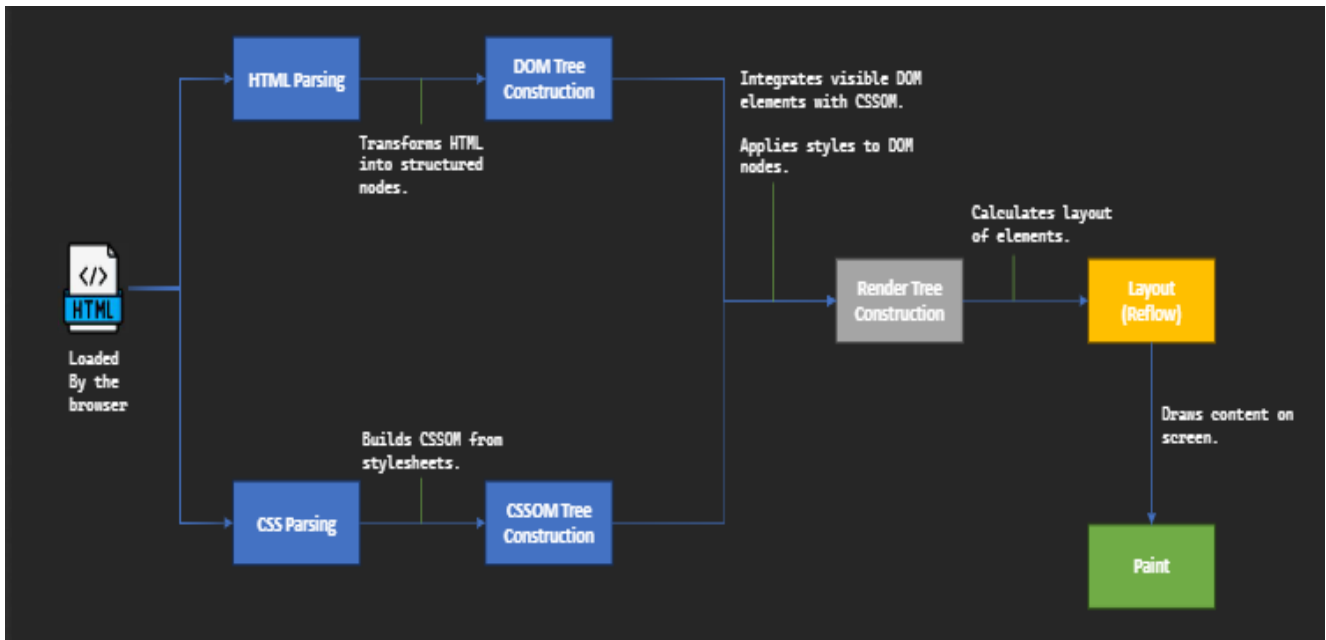 HTML Parsing
DOM Tree
Construction
Integrates visible DOM
elements with CSSOM.
Applies styles to DOM
nodes.
Transforms HTML
into structured
nodes.
Calculates layout
of elements.
</>
HTML
Loaded
By the
browser
Render Tree
Construction
Layout
(Reflow)
Draws content on
screen.
Builds CSSOM from
stylesheets.
CSS Parsing
CSSOM Tree
Construction
Paint